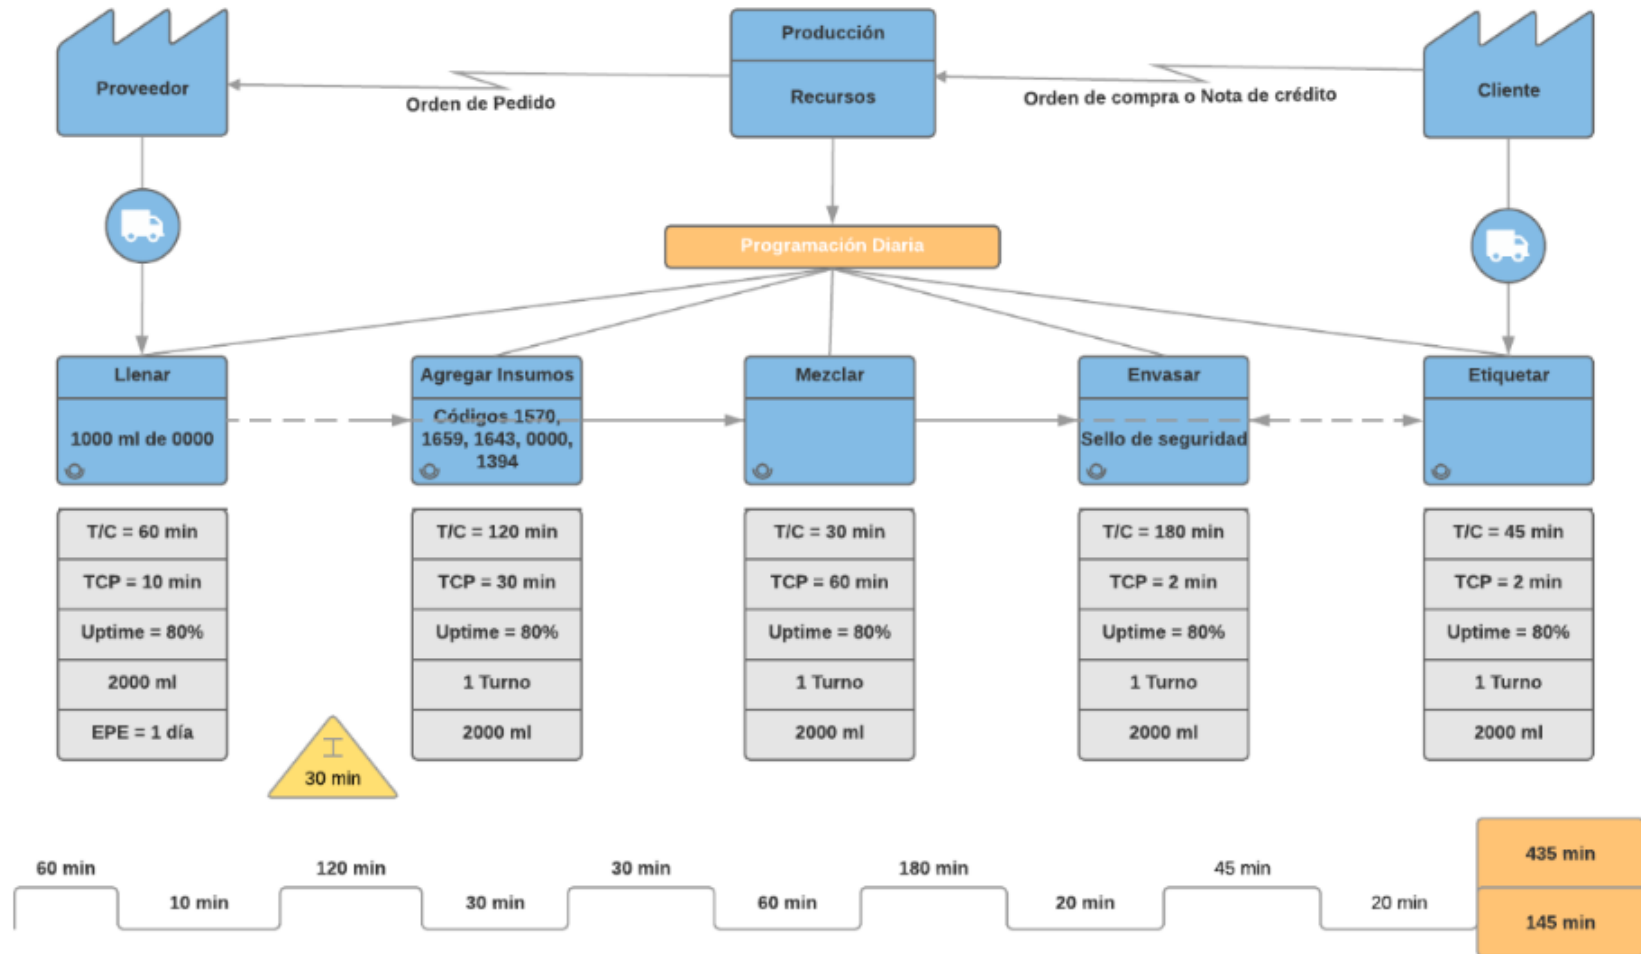 Proveedor
Orden de Pedido
Producción
Recursos
Orden de compra o Nota de crédito
Cliente
Programación Diaria
Llenar
1000 ml de 0000
Agregar Insumos
Códigos 1570,
1659, 1643, 0000,
1394
Mezclar
Envasar
Sello de seguridad
Etiquetar
T/C = 60 min
TCP = 10 min
Uptime = 80%
2000 ml
EPE = 1 día
I
30 min
T/C = 120 min
TCP = 30 min
Uptime = 80%
1 Turno
2000 ml
T/C = 30 min
TCP = 60 min
Uptime = 80%
1 Turno
2000 ml
T/C = 180 min
TCP = 2 min
Uptime = 80%
1 Turno
2000 ml
T/C = 45 min
TCP = 2 min
Uptime = 80%
1 Turno
2000 ml
60 min
10 min
120 min
30 min
30 min
60 min
180 min
20 min
45 min
20 min
435 min
145 min